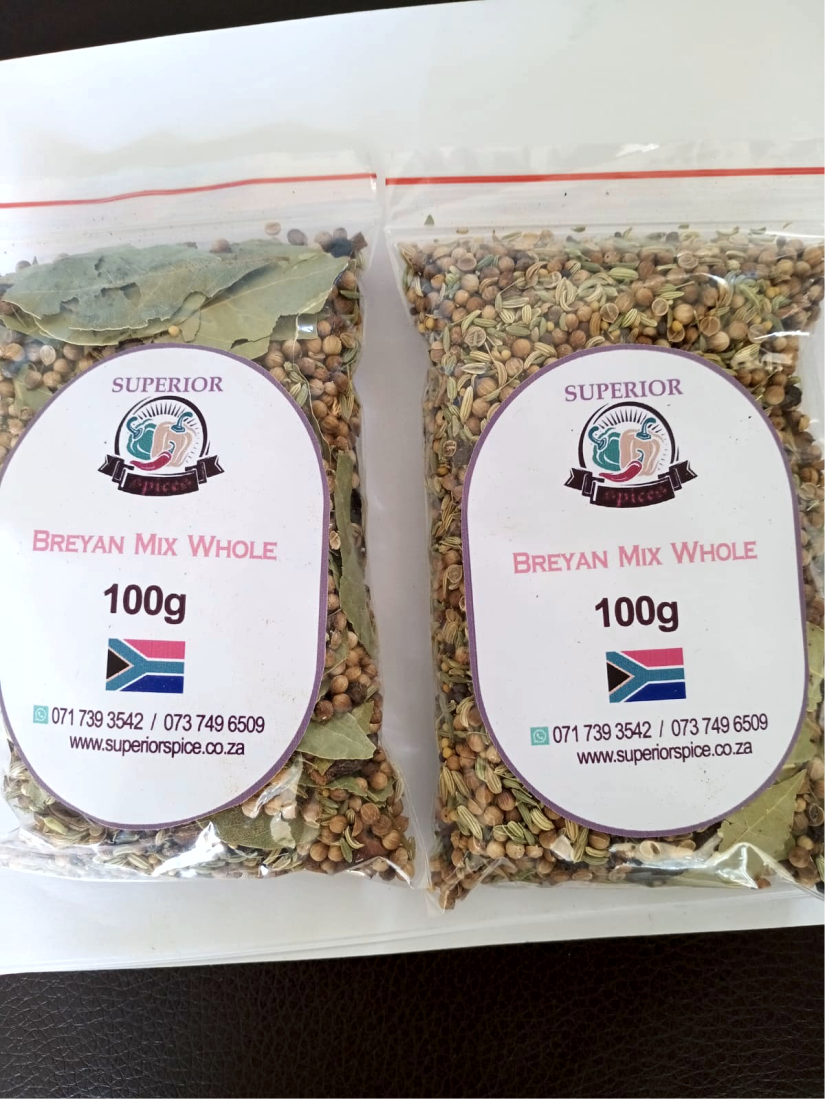 SUPERIOR
spices
BREYAN MIX WHOLE
100g
071 739 3542 / 073 749 6509
www.superiorspice.co.za
SUPERIOR
spices
BREYAN MIX WHOLE
100g
071 739 3542 / 073 749 6509
www.superiorspice.co.za